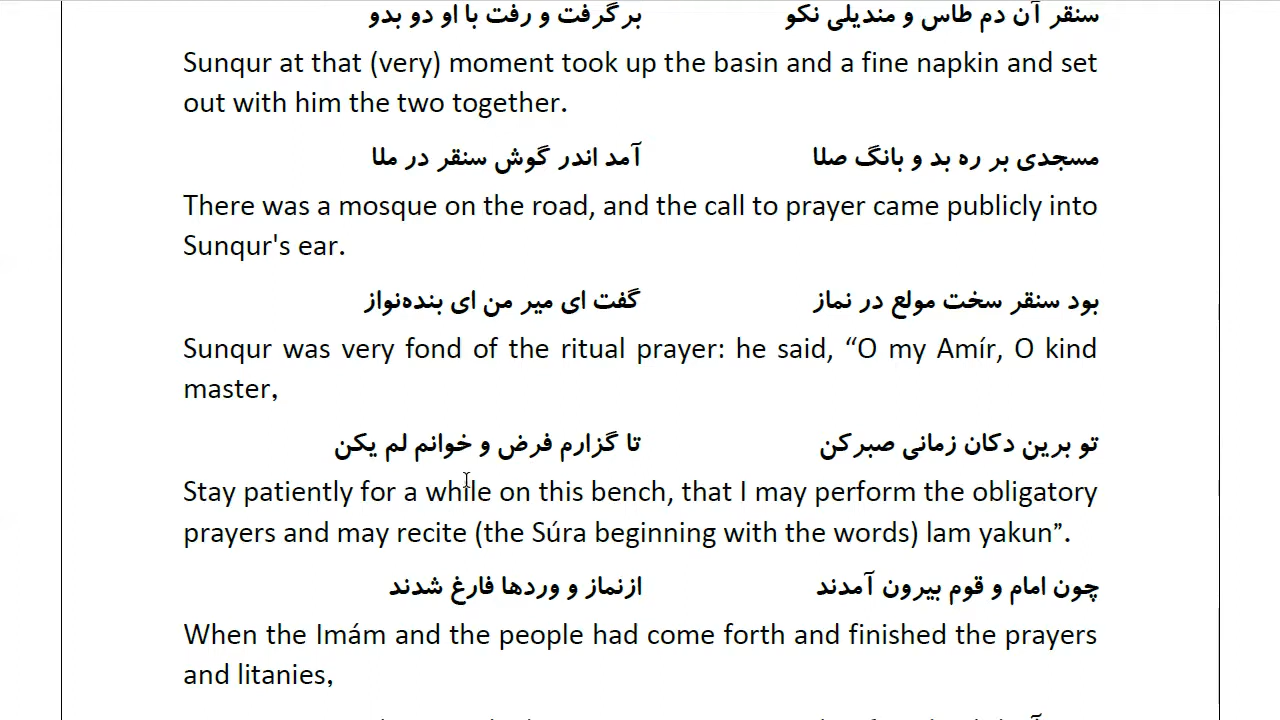 سنقر آن دم طاس و مندیلی نکو برگرفت و رفت با او دو بدو
Sunqur at that (very) moment took up the basin and a fine napkin and set
out with him the two together.
مسجدی بر ره بد و بانگ صلا آمد اندر گوش سنقر در ملا
There was a mosque on the road, and the call to prayer came publicly into
Sunqur's ear.
بود سنقر سخت مولع در نماز گفت ای میر من ای بنده‌نواز
Sunqur was very fond of the ritual prayer: he said, “O my Amír, O kind
master,
تو برین دکان زمانی صبرکن تا گزارم فرض و خوانم لم یکن
Stay patiently for a while on this bench, that I may perform the obligatory
prayers and may recite (the Súra beginning with the words) lam yakun”.
چون امام و قوم بیرون آمدند ازنماز و وردها فارغ شدند
When the Imám and the people had come forth and finished the prayers
and litanies,